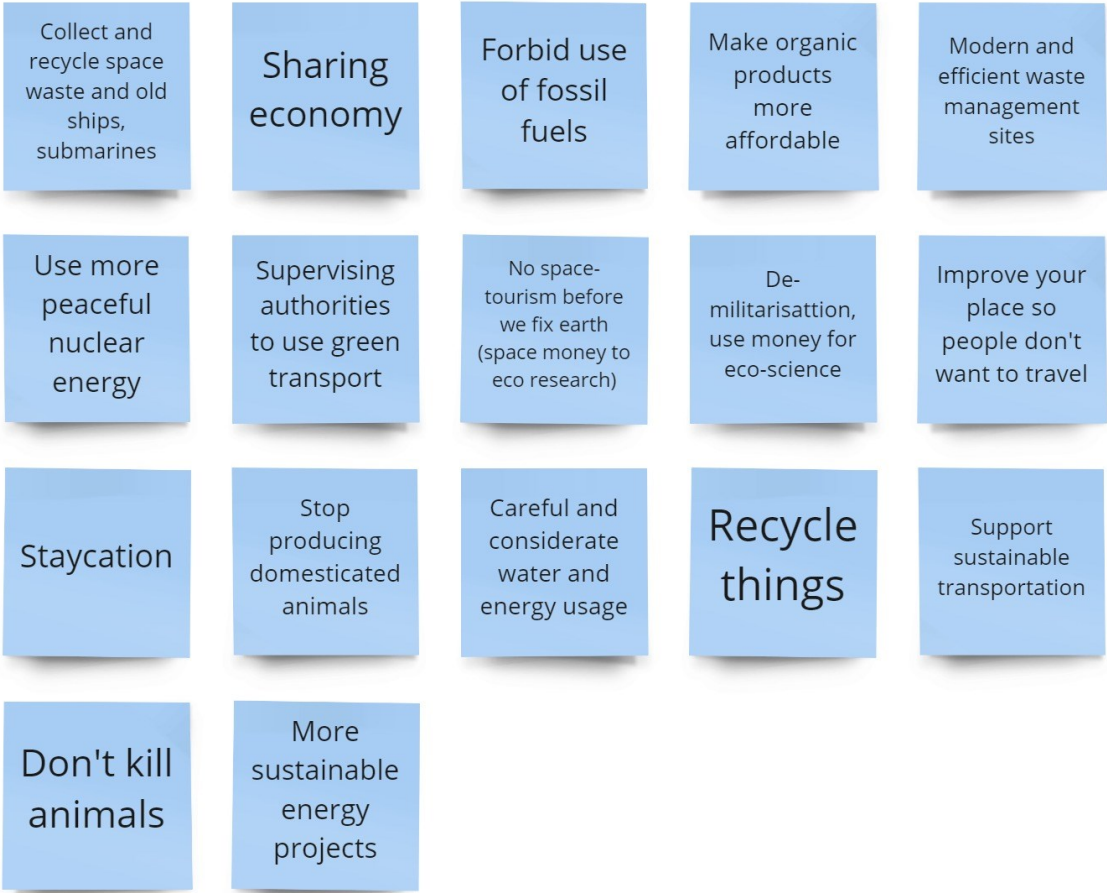 Collect and
recycle space
waste and old
ships,
submarines
Sharing
economy
Forbid use
of fossil
fuels
Make organic
products
more
affordable
Modern and
efficient waste
management
sites
Use more
peaceful
nuclear
energy
Supervising
authorities
to use green
transport
No space-
tourism before
we fix earth
(space money to
eco research)
De-
militarisattion,
use money for
eco-science
Improve your
place so
people don't
want to travel
Staycation
Stop
producing
domesticated
animals
Careful and
considerate
water and
energy usage
Recycle
things
Support
sustainable
transportation
Don't kill
animals
More
sustainable
energy
projects